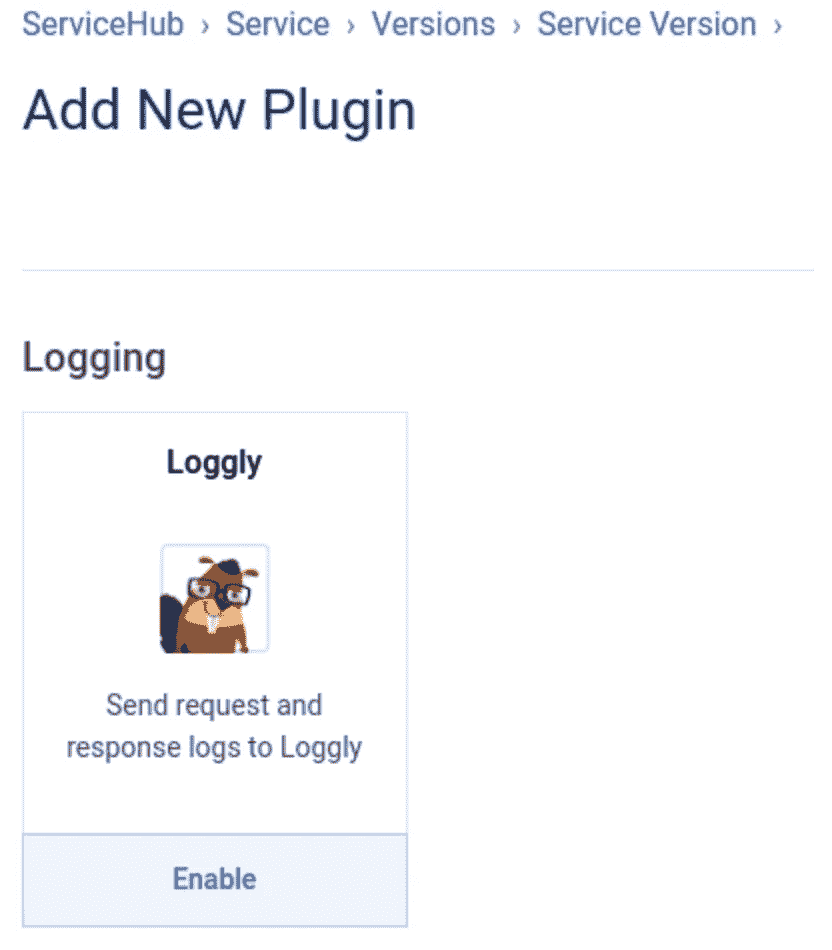 ServiceHub › Service › Versions › Service Version ›
Add New Plugin
Logging
Loggly
Send request and
response logs to Loggly
Enable